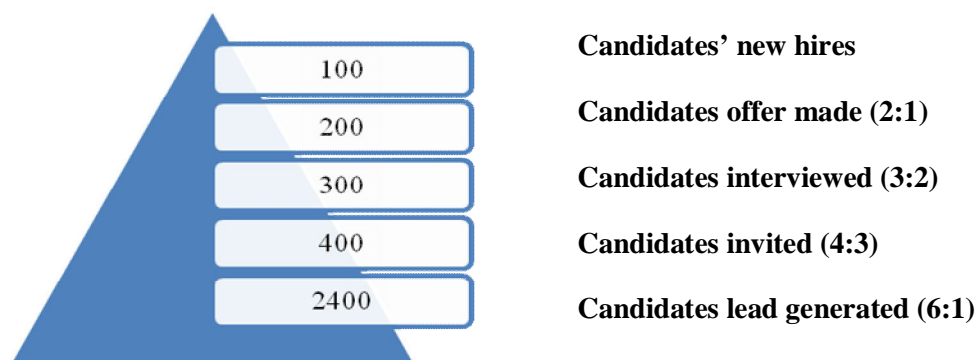 100 Candidates’ new hires
200 Candidates offer made (2:1)
300 Candidates interviewed (3:2)
400 Candidates invited (4:3)
2400 Candidates lead generated (6:1)